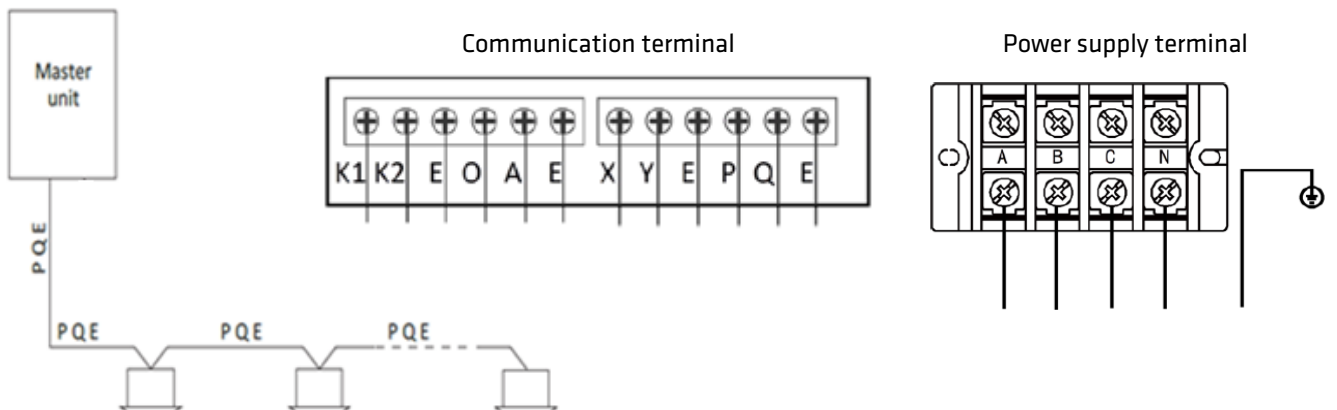 Master
unit
Communication terminal
Power supply terminal
K1 K2 E O A E X Y E P Q E
A B C N
PQE
PQE PQE PQE